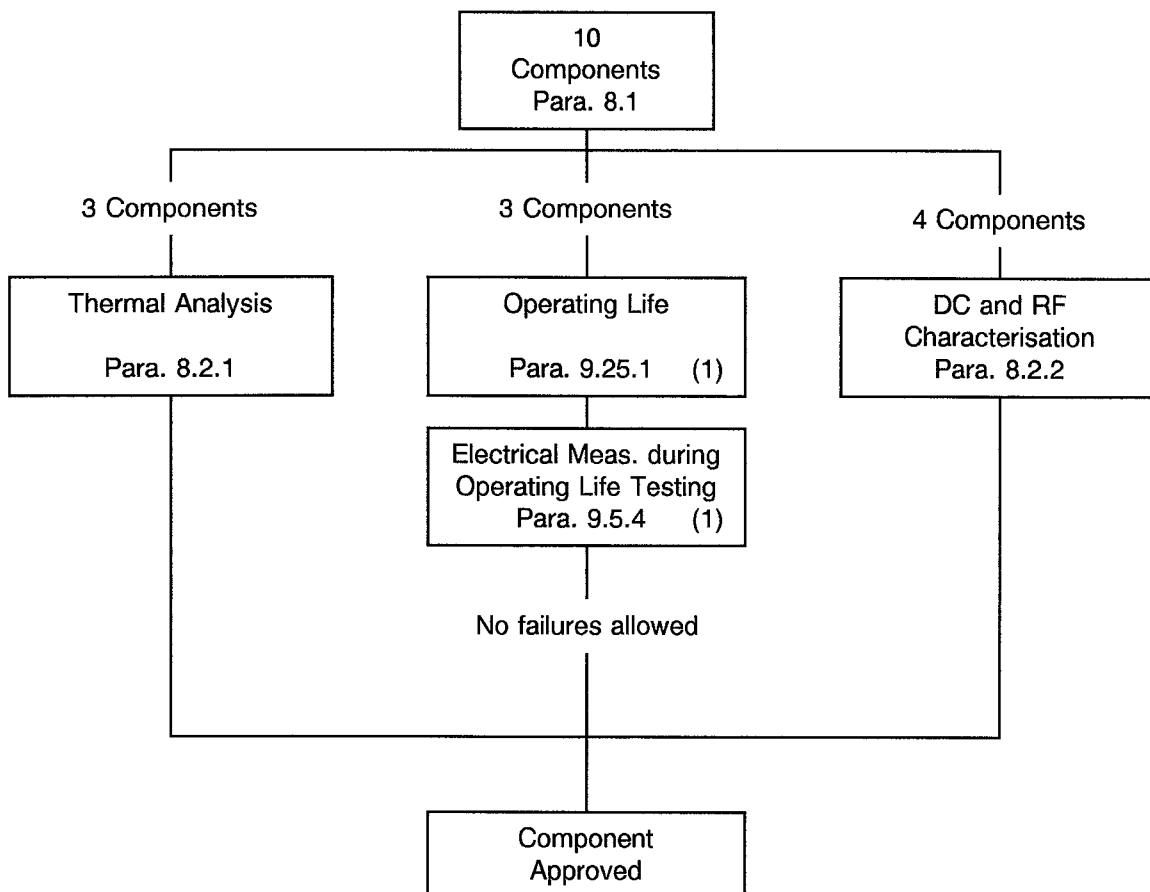 10
Components
Para. 8.1
3 Components
3 Components
4 Components
Thermal Analysis
Para. 8.2.1
Operating Life
Para. 9.25.1 (1)
DC and RF
Characterisation
Para. 8.2.2
Electrical Meas. during
Operating Life Testing
Para. 9.5.4 (1)
No failures allowed
Component
Approved